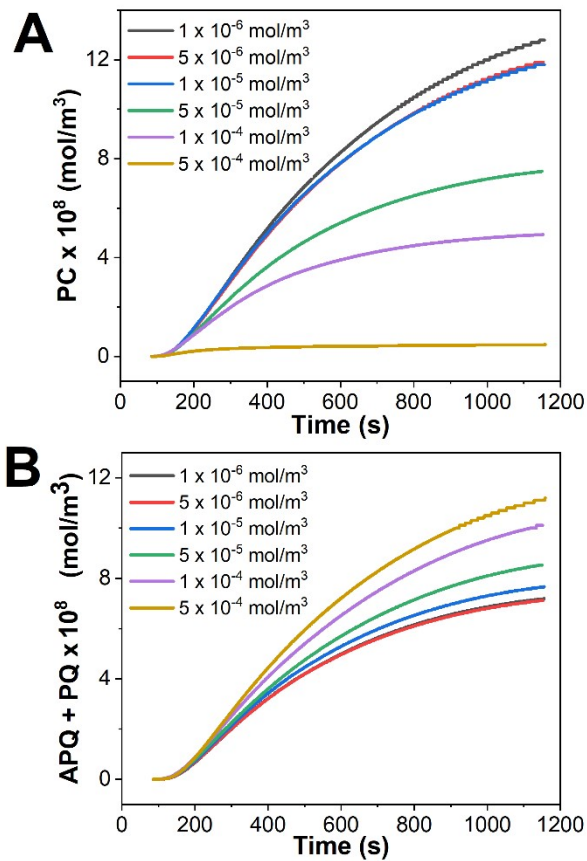 A
1 x 10⁻⁶ mol/m³
5 x 10⁻⁶ mol/m³
1 x 10⁻⁵ mol/m³
5 x 10⁻⁵ mol/m³
1 x 10⁻⁴ mol/m³
5 x 10⁻⁴ mol/m³
PC x 10⁸ (mol/m³)
12
8
4
0
0 200 400 600 800 1000 1200
Time (s)
B
1 x 10⁻⁶ mol/m³
5 x 10⁻⁶ mol/m³
1 x 10⁻⁵ mol/m³
5 x 10⁻⁵ mol/m³
1 x 10⁻⁴ mol/m³
5 x 10⁻⁴ mol/m³
APQ + PQ x 10⁸ (mol/m³)
12
8
4
0
0 200 400 600 800 1000 1200
Time (s)